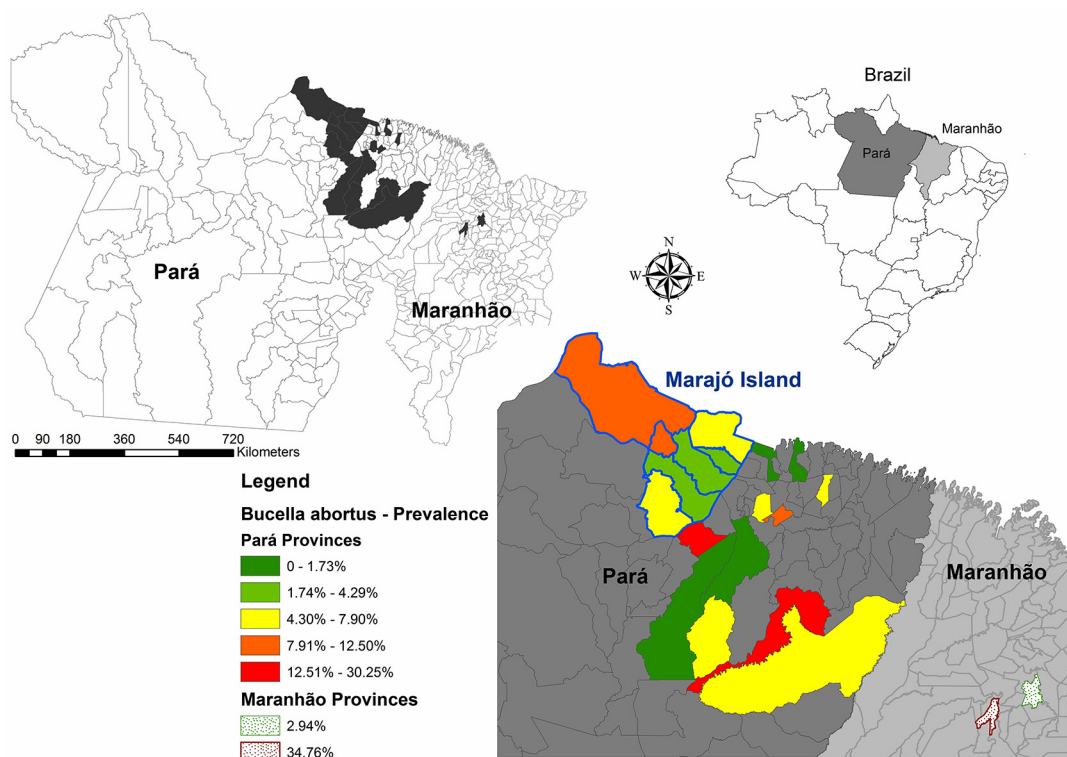 Brazil
Maranhão
Pará
Pará
Maranhão
N
W E
S
0 90 180 360 540 720
Kilometers
Marajó Island
Pará
Maranhão
Legend
Bucella abortus - Prevalence
Pará Provinces
0 - 1.73%
1.74% - 4.29%
4.30% - 7.90%
7.91% - 12.50%
12.51% - 30.25%
Maranhão Provinces
2.94%
34.76%